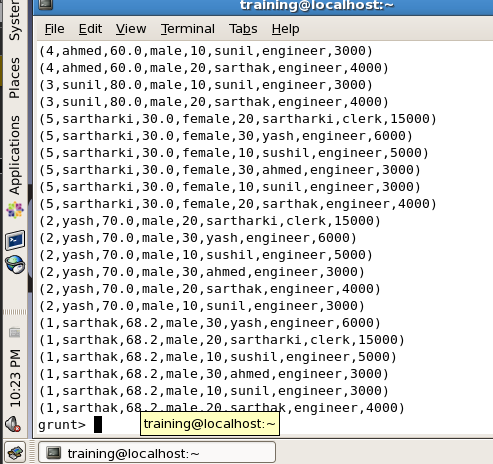 training@localhost:~
File Edit View Terminal Tabs Help
(4,ahmed,60.0,male,10,sunil,engineer,3000)
(4,ahmed,60.0,male,20,sarthak,engineer,4000)
(3,sunil,80.0,male,10,sunil,engineer,3000)
(3,sunil,80.0,male,20,sarthak,engineer,4000)
(5,sartharki,30.0,female,20,sartharki,clerk,15000)
(5,sartharki,30.0,female,30,yash,engineer,6000)
(5,sartharki,30.0,female,10,sushil,engineer,5000)
(5,sartharki,30.0,female,30,ahmed,engineer,3000)
(5,sartharki,30.0,female,10,sunil,engineer,3000)
(5,sartharki,30.0,female,20,sarthak,engineer,4000)
(2,yash,70.0,male,20,sartharki,clerk,15000)
(2,yash,70.0,male,30,yash,engineer,6000)
(2,yash,70.0,male,10,sushil,engineer,5000)
(2,yash,70.0,male,30,ahmed,engineer,3000)
(2,yash,70.0,male,20,sarthak,engineer,4000)
(2,yash,70.0,male,10,sunil,engineer,3000)
(1,sarthak,68.2,male,30,yash,engineer,6000)
(1,sarthak,68.2,male,20,sartharki,clerk,15000)
(1,sarthak,68.2,male,10,sushil,engineer,5000)
(1,sarthak,68.2,male,30,ahmed,engineer,3000)
(1,sarthak,68.2,male,10,sunil,engineer,3000)
(1,sarthak,68.2,male,20,sarthak,engineer,4000)
grunt>
training@localhost:~
training@localhost:~
Applications
Places
System
10:23 PM